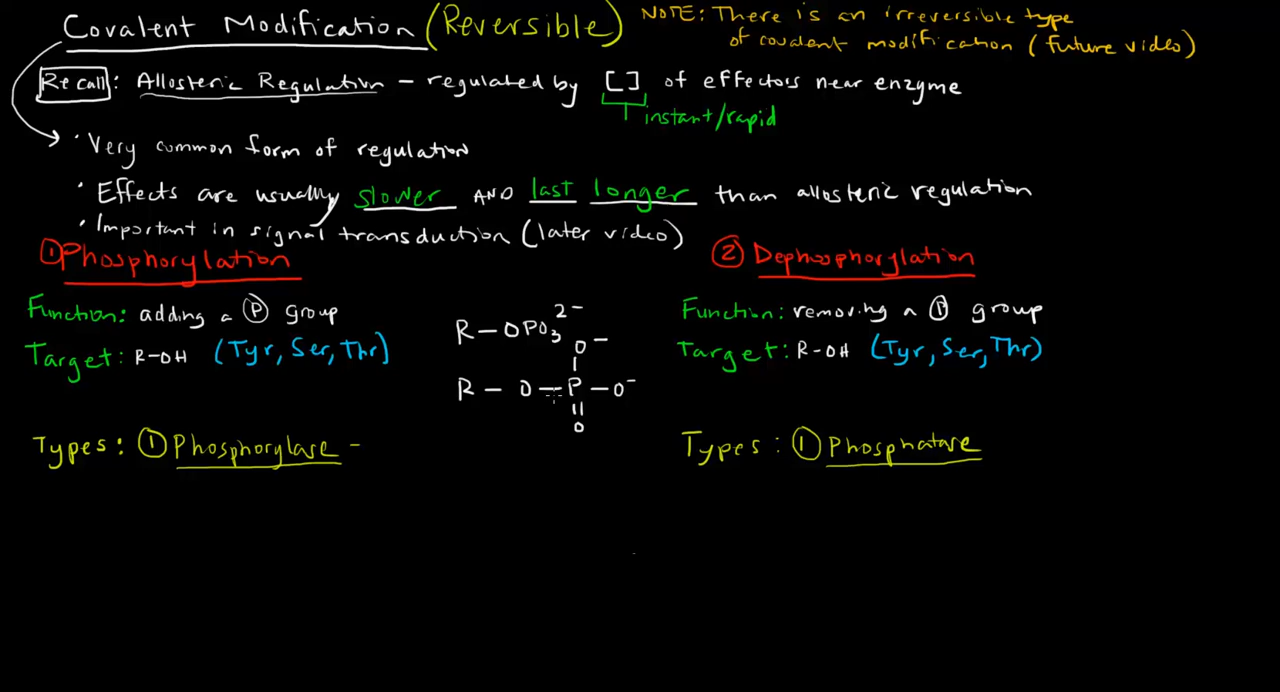 Covalent Modification (Reversible)
NOTE: There is an irreversible type
of covalent modification (future video)
Recall: Allosteric Regulation – regulated by [ ] of effectors near enzyme
instant/rapid
· Very common form of regulation
· Effects are usually slower AND last longer than allosteric regulation
· Important in signal transduction (later video)
① Phosphorylation
Function: adding a Ⓟ group
Target: R–OH (Tyr, Ser, Thr)
R – OPO₃²⁻
O⁻
R – O – P – O⁻
O
Types: ① Phosphorylase –
② Dephosphorylation
Function: removing a Ⓟ group
Target: R–OH (Tyr, Ser, Thr)
Types: ① Phosphatase